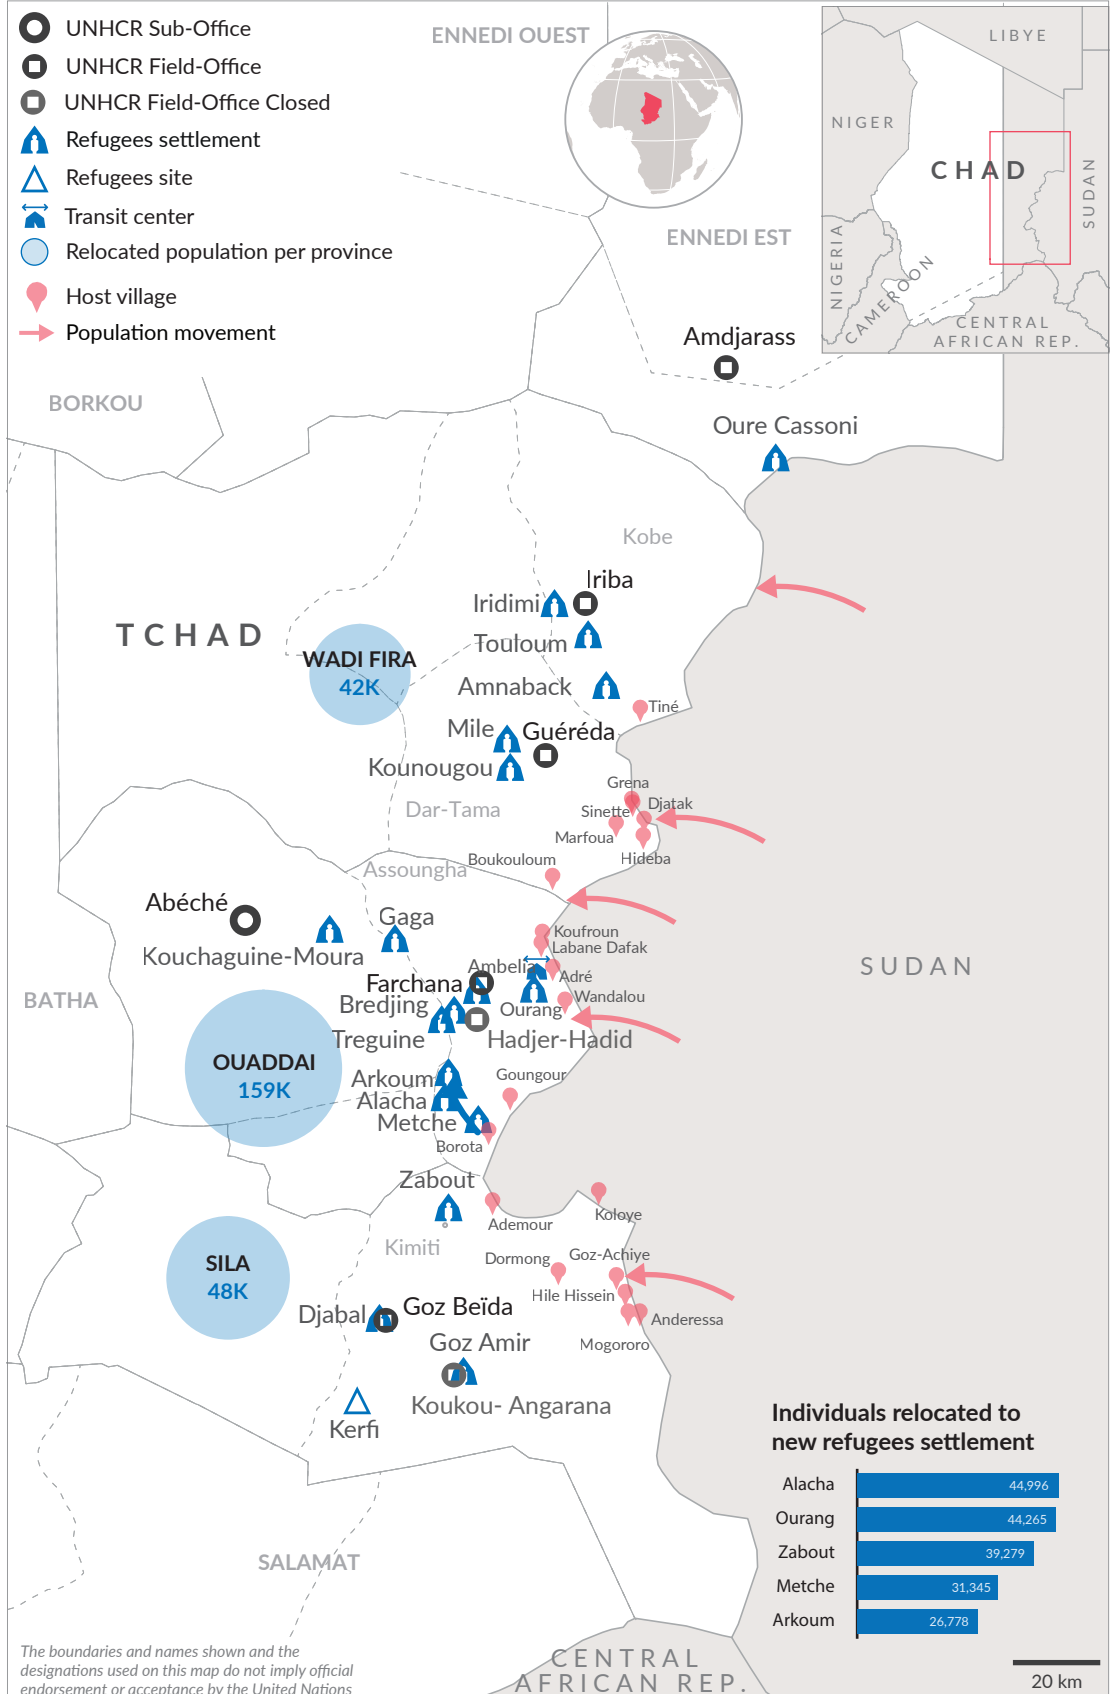 UNHCR Sub-Office
UNHCR Field-Office
UNHCR Field-Office Closed
Refugees settlement
Refugees site
Transit center
Relocated population per province
Host village
Population movement
ENNEDI OUEST
ENNEDI EST
LIBYE
NIGER
CHAD
SUDAN
NIGERIA
CAMEROON
CENTRAL
AFRICAN REP.
Amdjarass
BORKOU
Oure Cassoni
Kobe
Iriba
Iridimi
TCHAD
Touloum
WADI FIRA
42K
Amnaback
Tiné
Mile
Guéréda
Kounougou
Grena
Dar-Tama
Sinette
Djatak
Marfoua
Hideba
Boukouloum
Assoungha
Abéché
Gaga
Koufroun
Labane Dafak
Kouchaguine-Moura
Ambelia
Adré
SUDAN
Farchana
BATHA
Bredjing
Wandalou
Ourang
Treguine
Hadjer-Hadid
OUADDAI
159K
Goungour
Arkoum
Alacha
Metche
Borota
Zabout
Ademour
Koloye
Kimiti
Dormong
Goz-Achiye
SILA
48K
Hile Hissein
Djabal
Goz Beïda
Anderessa
Goz Amir
Mogororo
Koukou- Angarana
Kerfi
Individuals relocated to
new refugees settlement
Alacha 44,996
Ourang 44,265
Zabout 39,279
Metche 31,345
Arkoum 26,778
SALAMAT
The boundaries and names shown and the
designations used on this map do not imply official
endorsement or acceptance by the United Nations
CENTRAL
AFRICAN REP.
20 km